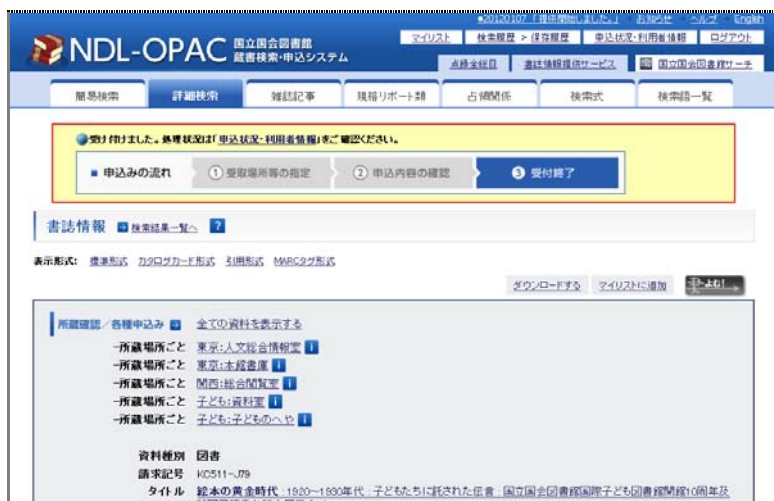 ●20120107 「提供開始しました。」 お知らせ ヘルプ English
NDL-OPAC 国立国会図書館 蔵書検索・申込システム
マイリスト 検索履歴 > 保存履歴 申込状況・利用者情報 ログアウト
点録全総目 書誌情報提供サービス 国立国会図書館サーチ
簡易検索 詳細検索 雑誌記事 規格リポート類 占領関係 検索式 検索語一覧
受け付けました。処理状況は「申込状況・利用者情報」をご確認ください。
■ 申込みの流れ ① 受取場所等の指定 ② 申込内容の確認 ③ 受付終了
書誌情報 検索結果一覧へ ?
表示形式: 標準形式 カタログカード形式 引用形式 MARCタグ形式
ダウンロードする マイリストに追加
所蔵確認/各種申込み 全ての資料を表示する
-所蔵場所ごと 東京:人文総合情報室 i
-所蔵場所ごと 東京:本館書庫 i
-所蔵場所ごと 関西:総合閲覧室 i
-所蔵場所ごと 子ども:資料室 i
-所蔵場所ごと 子ども:子どものへや i
資料種別 図書
請求記号 KC511-J79
タイトル 絵本の黄金時代 : 1920~1930年代 : 子どもたちに託された伝言 : 国立国会図書館国際子ども図書館開館10周年及